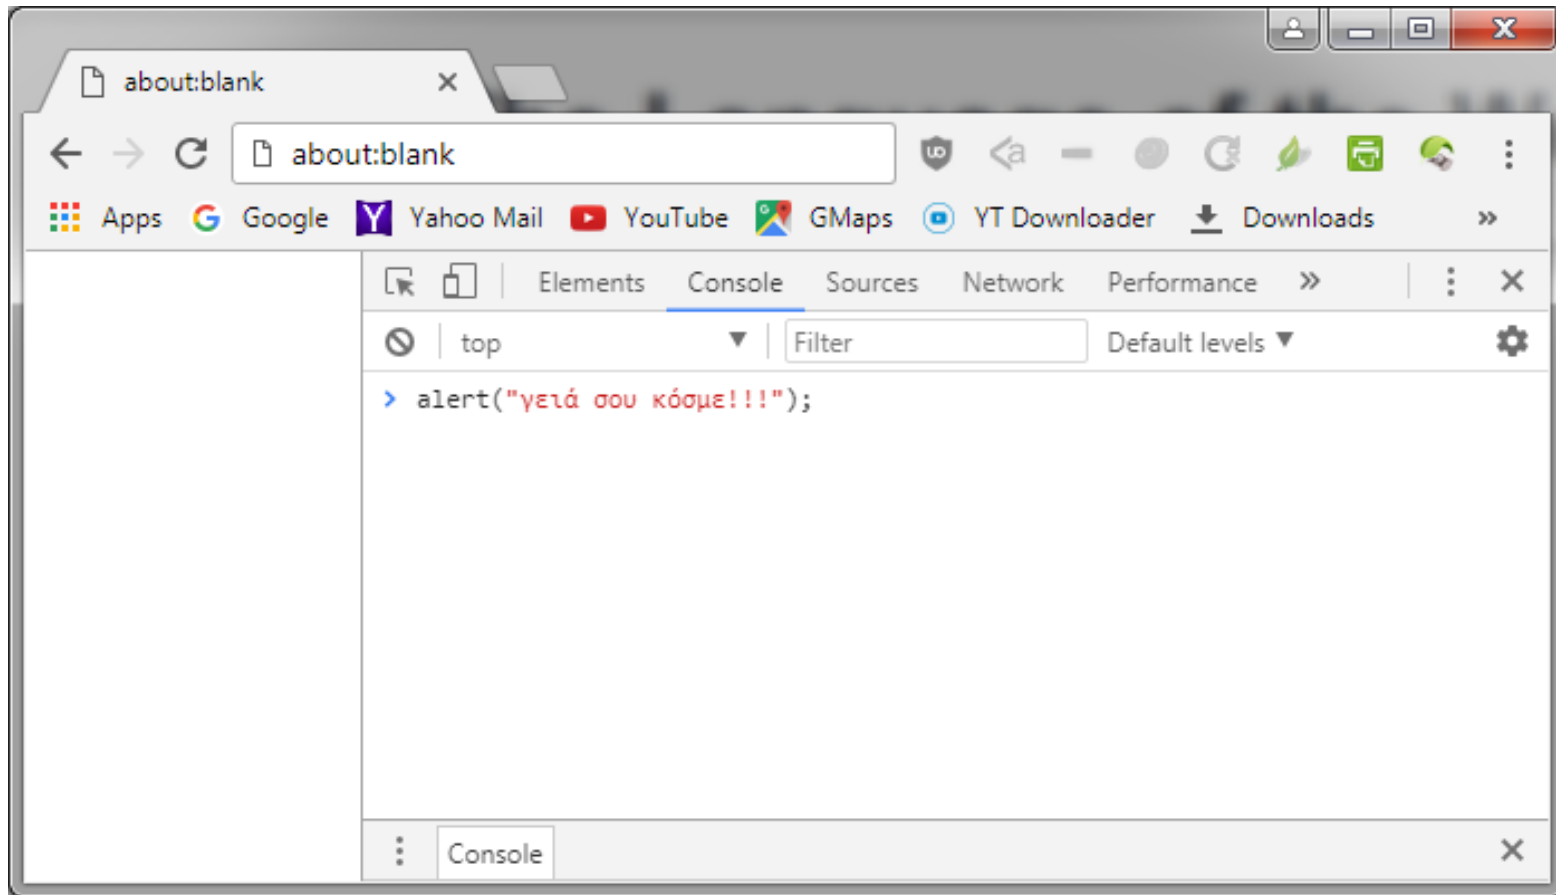 about:blank
about:blank
Apps Google Yahoo Mail YouTube GMaps YT Downloader Downloads »
Elements Console Sources Network Performance »
top Filter Default levels
> alert("γειά σου κόσμε!!!");
Console